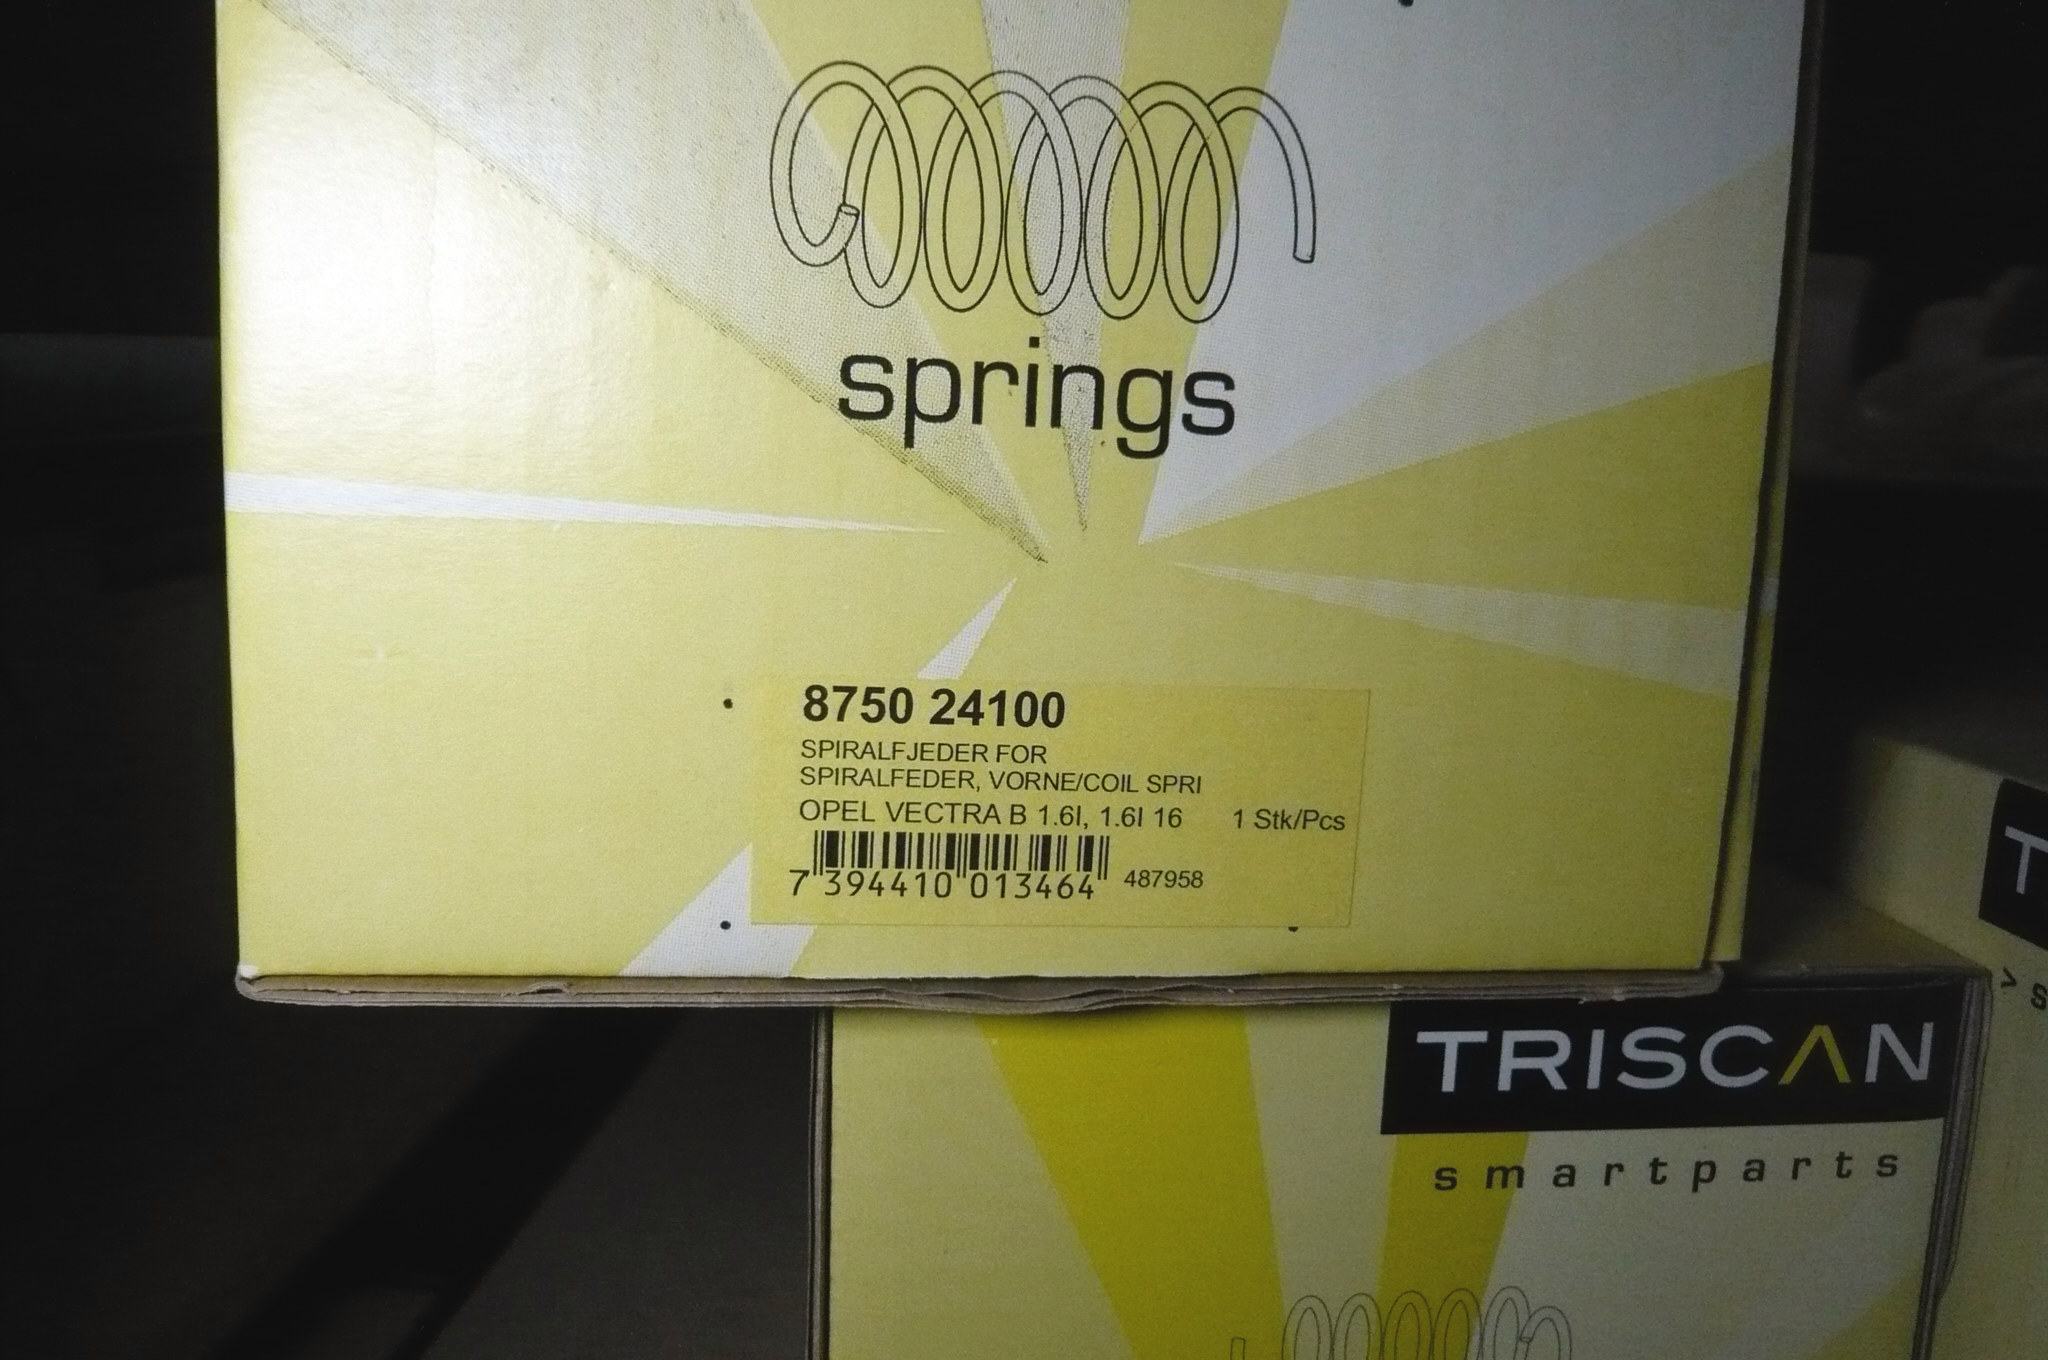 springs
8750 24100
SPIRALFJEDER FOR
SPIRALFEDER, VORNE/COIL SPRI
OPEL VECTRA B 1.6I, 1.6I 16 1 Stk/Pcs
7 394410 013464 487958
TRISCAN
smartparts
T
> s